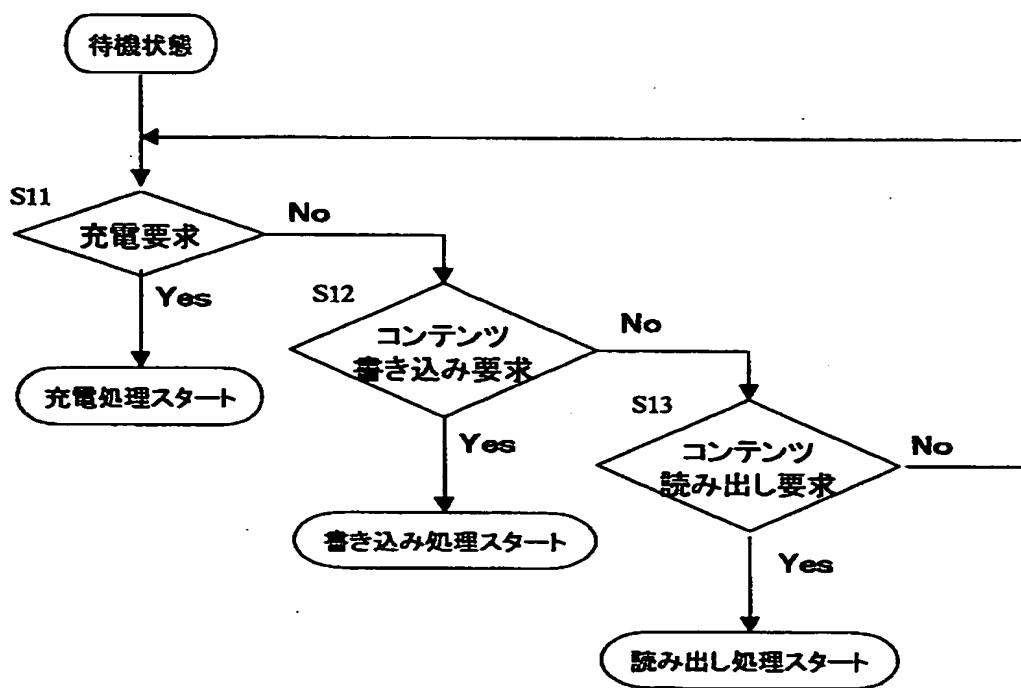 待機状態
S11
充電要求
No
Yes
充電処理スタート
S12
コンテンツ
書き込み要求
No
Yes
書き込み処理スタート
S13
コンテンツ
読み出し要求
No
Yes
読み出し処理スタート